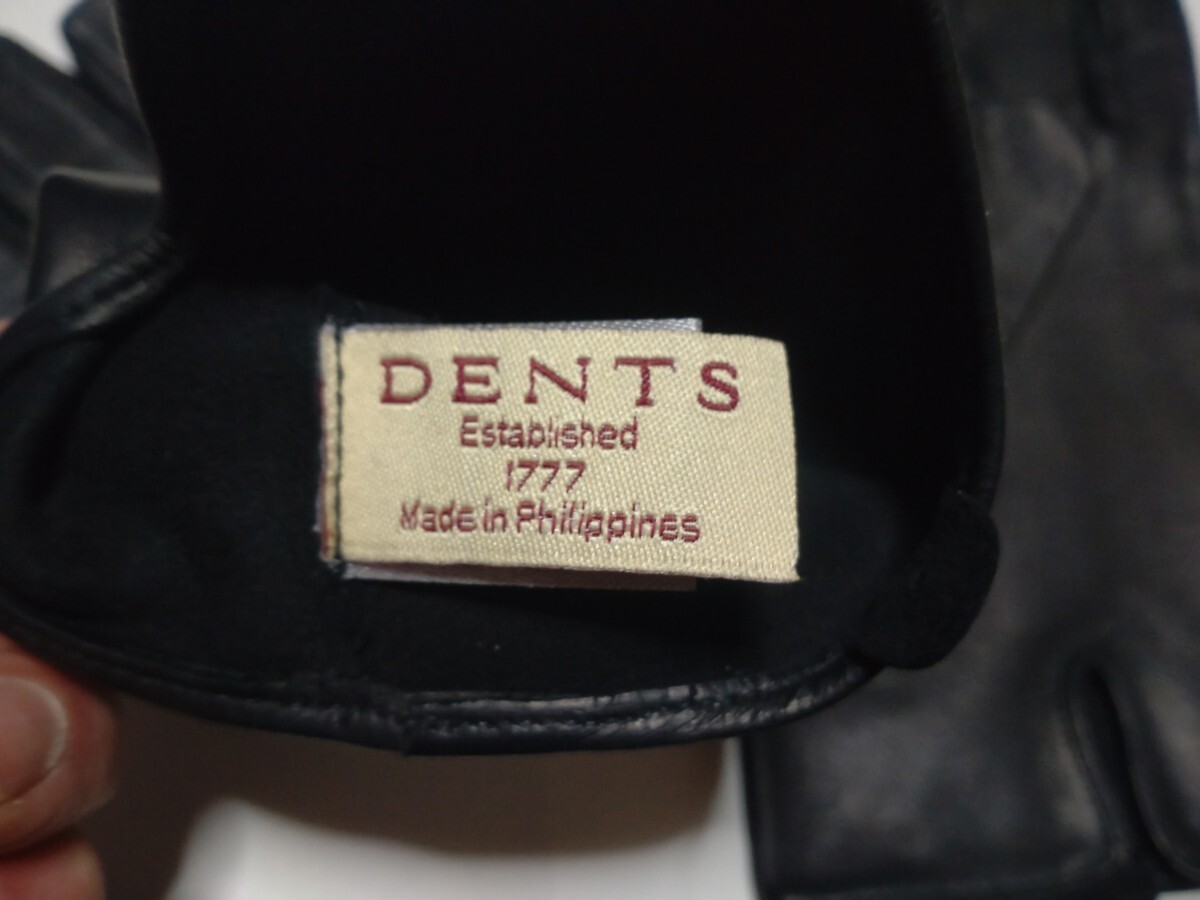 DENTS
Established
1777
Made in Philippines